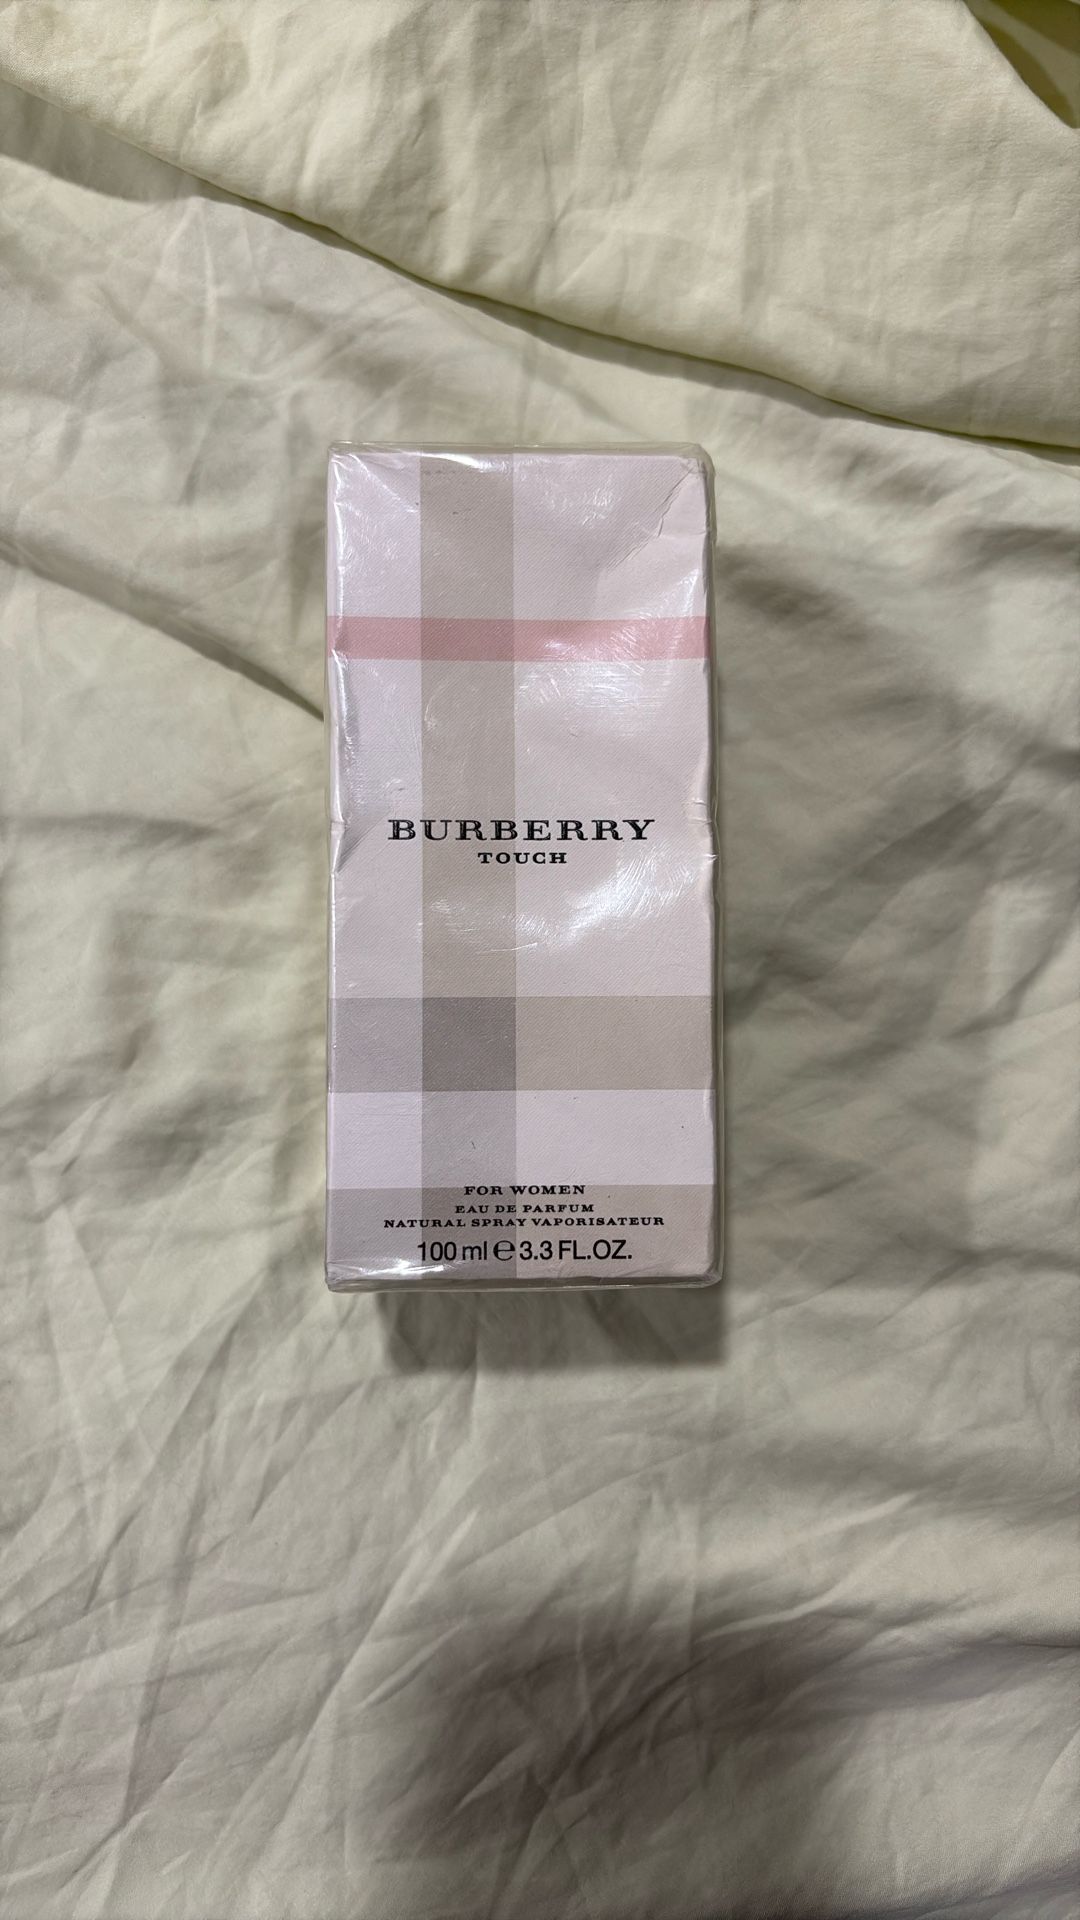 BURBERRY
TOUCH
FOR WOMEN
EAU DE PARFUM
NATURAL SPRAY VAPORISATEUR
100 ml ℮ 3.3 FL.OZ.